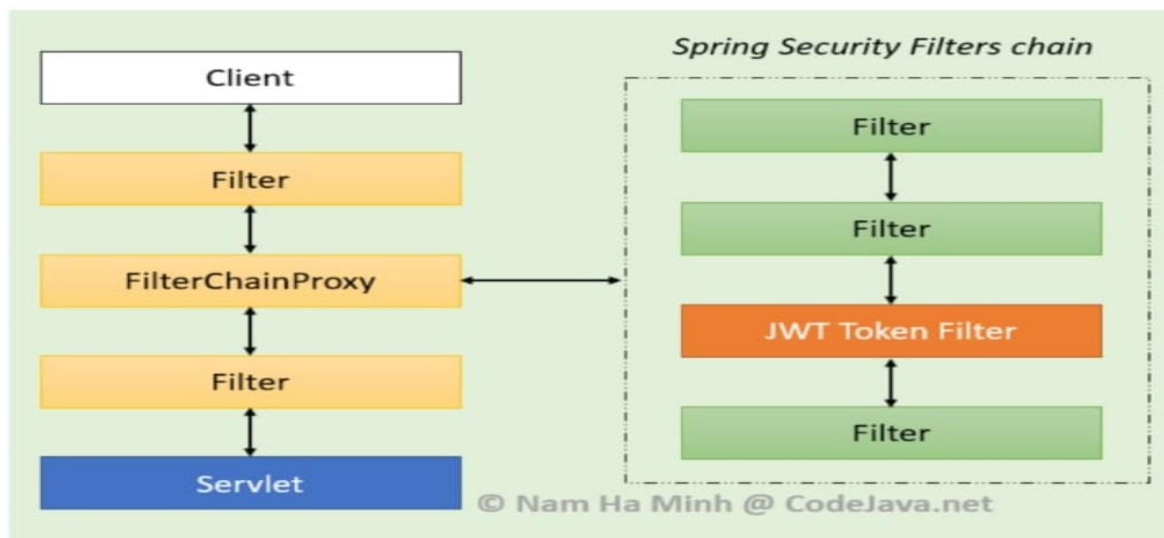 Client
Filter
FilterChainProxy
Filter
Servlet
Spring Security Filters chain
Filter
Filter
JWT Token Filter
Filter
© Nam Ha Minh @ CodeJava.net